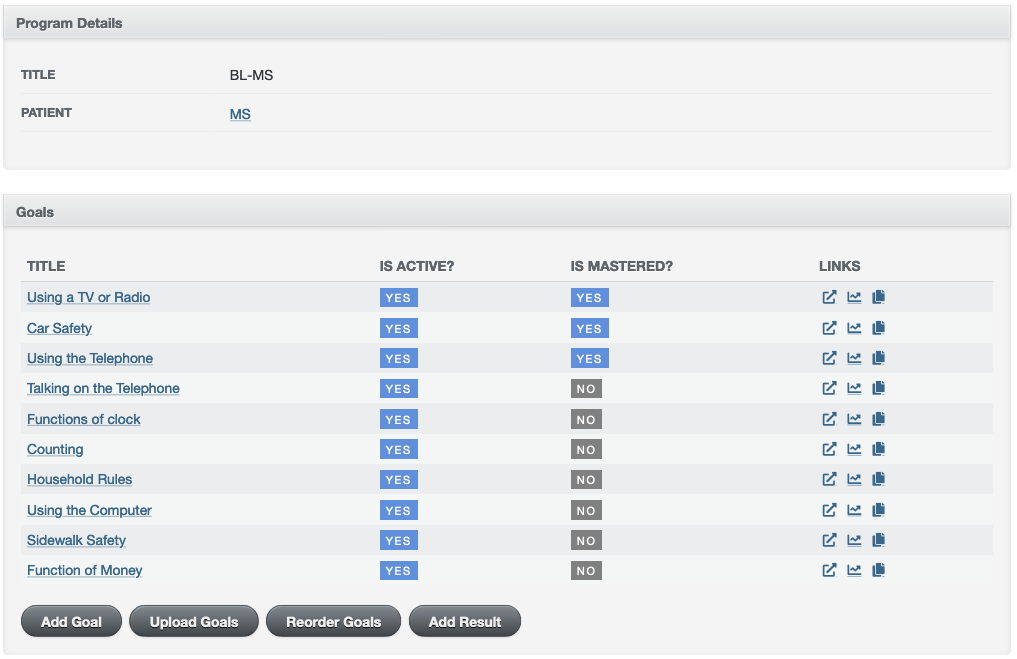 Program Details
TITLE BL-MS
PATIENT MS
Goals
TITLE IS ACTIVE? IS MASTERED? LINKS
Using a TV or Radio YES YES
Car Safety YES YES
Using the Telephone YES YES
Talking on the Telephone YES NO
Functions of clock YES NO
Counting YES NO
Household Rules YES NO
Using the Computer YES NO
Sidewalk Safety YES NO
Function of Money YES NO
Add Goal Upload Goals Reorder Goals Add Result